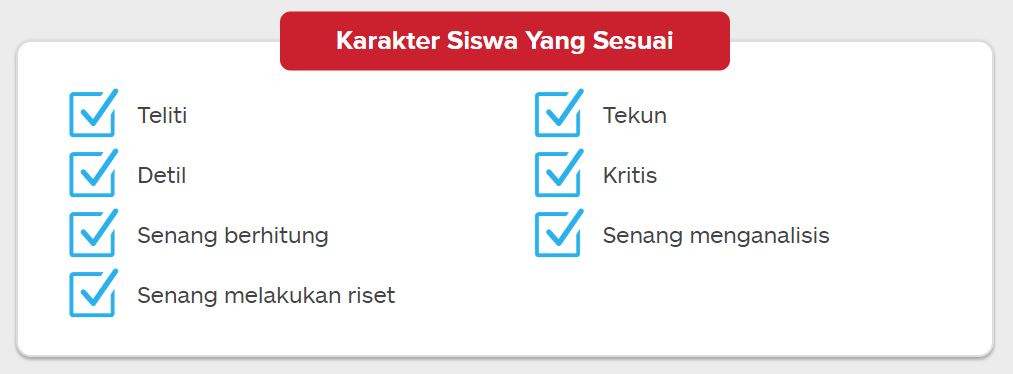 Karakter Siswa Yang Sesuai
Teliti
Tekun
Detil
Kritis
Senang berhitung
Senang menganalisis
Senang melakukan riset